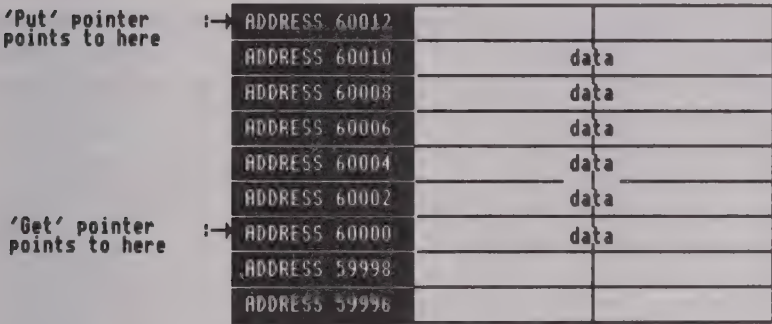 'Put' pointer
points to here
:→ ADDRESS 60012
ADDRESS 60010 data
ADDRESS 60008 data
ADDRESS 60006 data
ADDRESS 60004 data
ADDRESS 60002 data
'Get' pointer
points to here
:→ ADDRESS 60000 data
ADDRESS 59998
ADDRESS 59996